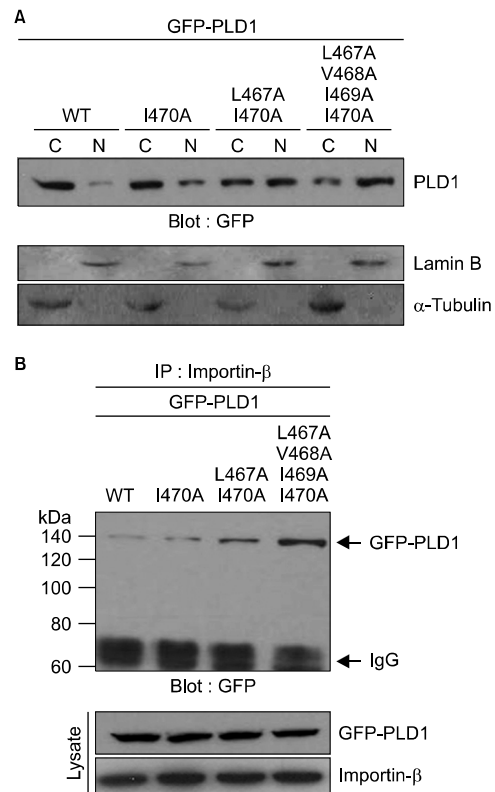 A
GFP-PLD1
WT
I470A
L467A
I470A
L467A
V468A
I469A
I470A
C N C N C N C N
PLD1
Blot : GFP
Lamin B
α-Tubulin
B
IP : Importin-β
GFP-PLD1
WT
I470A
L467A
I470A
L467A
V468A
I469A
I470A
kDa
140
120
100
80
60
GFP-PLD1
IgG
Blot : GFP
Lysate
GFP-PLD1
Importin-β